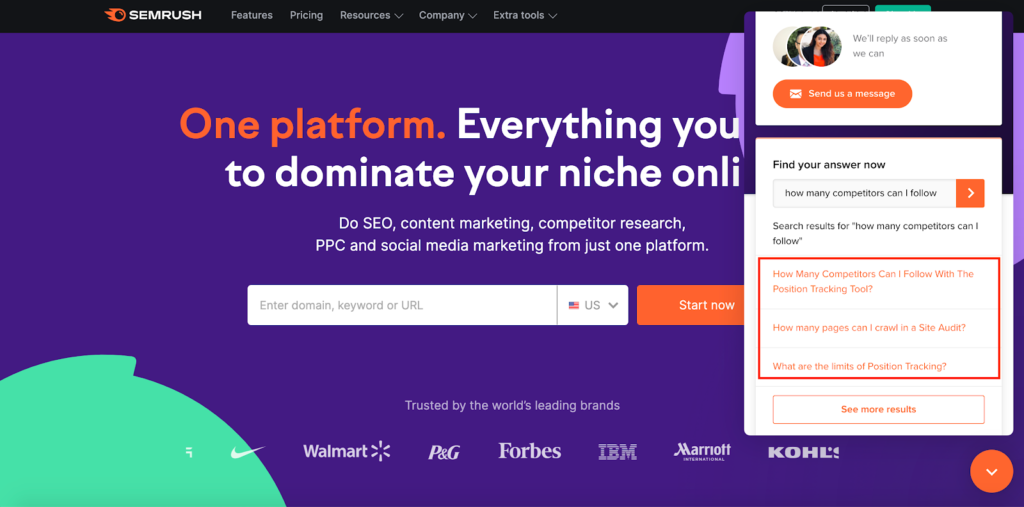 SEMRUSH
Features
Pricing
Resources
Company
Extra tools
One platform. Everything you
to dominate your niche onli
Do SEO, content marketing, competitor research,
PPC and social media marketing from just one platform.
Enter domain, keyword or URL
US
Start now
Trusted by the world's leading brands
Walmart
P&G
Forbes
IBM
Marriott
INTERNATIONAL
KOHL'S
We'll reply as soon as
we can
Send us a message
Find your answer now
how many competitors can I follow
Search results for "how many competitors can I
follow"
How Many Competitors Can I Follow With The
Position Tracking Tool?
How many pages can I crawl in a Site Audit?
What are the limits of Position Tracking?
See more results